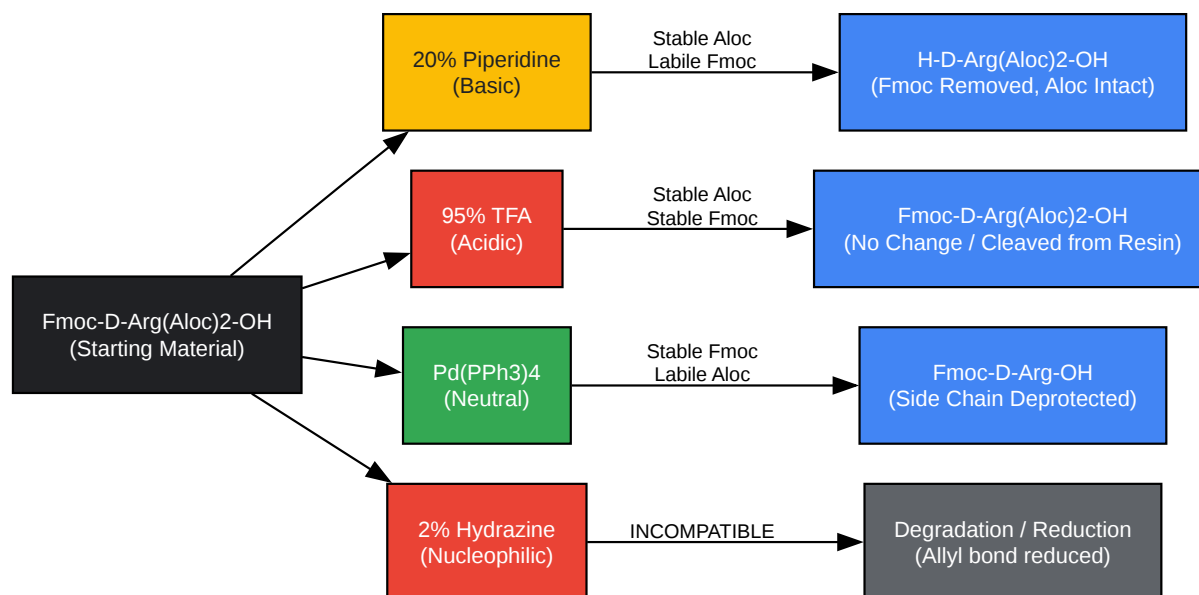 20% Piperidine
(Basic)
Stable Aloc
Labile Fmoc
H-D-Arg(Aloc)2-OH
(Fmoc Removed, Aloc Intact)
95% TFA
(Acidic)
Stable Aloc
Stable Fmoc
Fmoc-D-Arg(Aloc)2-OH
(No Change / Cleaved from Resin)
Fmoc-D-Arg(Aloc)2-OH
(Starting Material)
Pd(PPh3)4
(Neutral)
Stable Fmoc
Labile Aloc
Fmoc-D-Arg-OH
(Side Chain Deprotected)
2% Hydrazine
(Nucleophilic)
INCOMPATIBLE
Degradation / Reduction
(Allyl bond reduced)